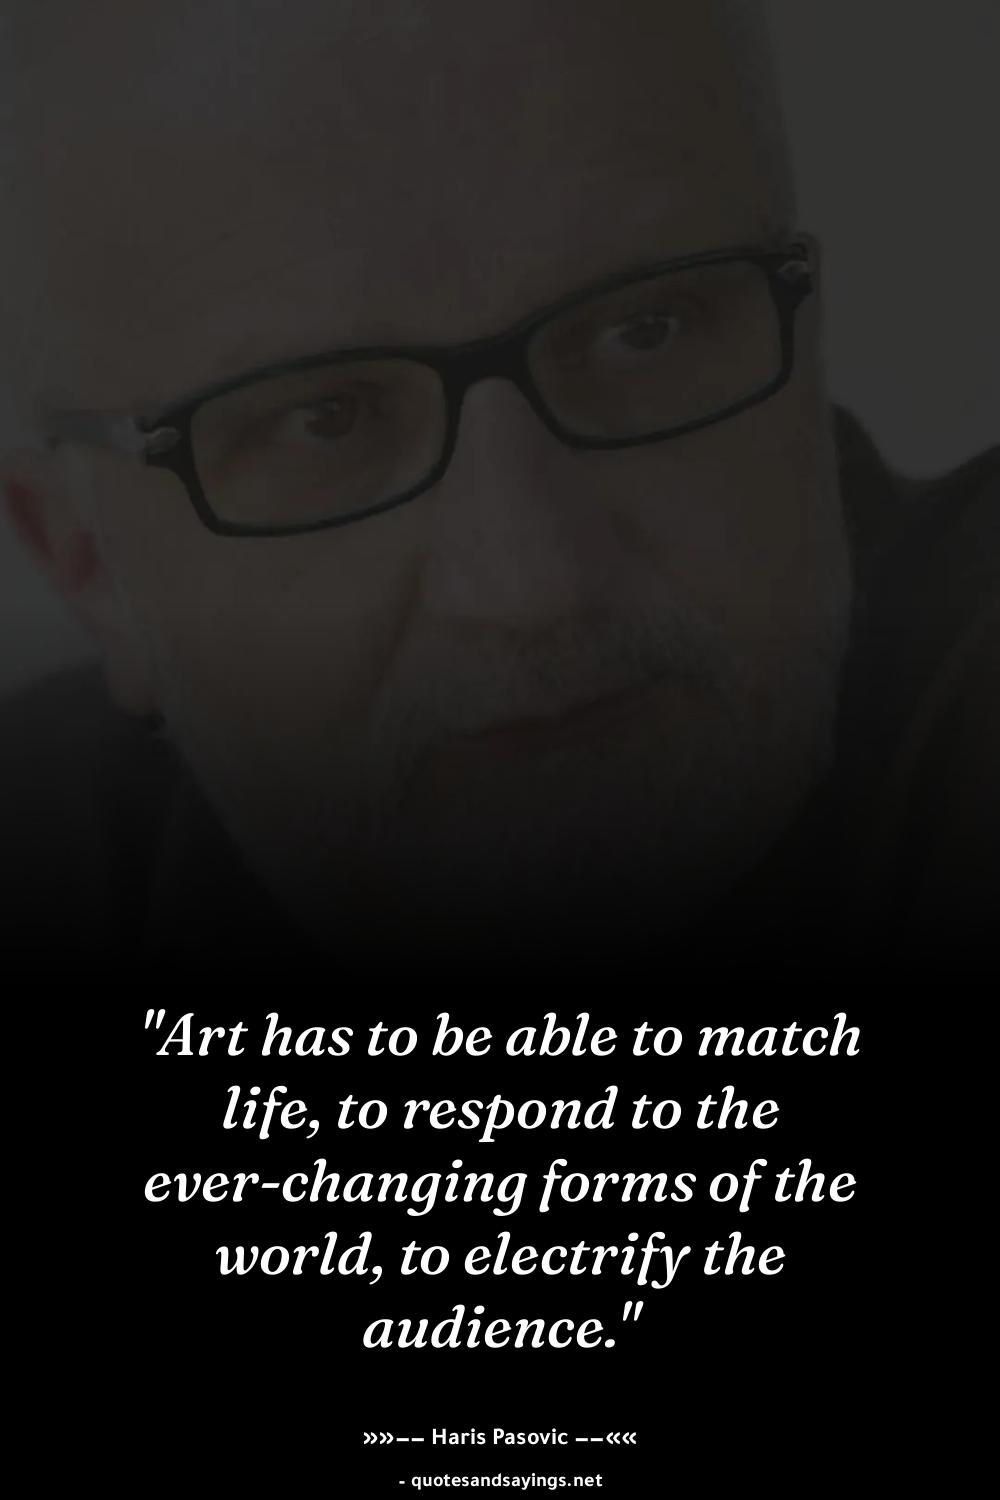 "Art has to be able to match
life, to respond to the
ever-changing forms of the
world, to electrify the
audience."
»»-- Haris Pasovic --««
- quotesandsayings.net